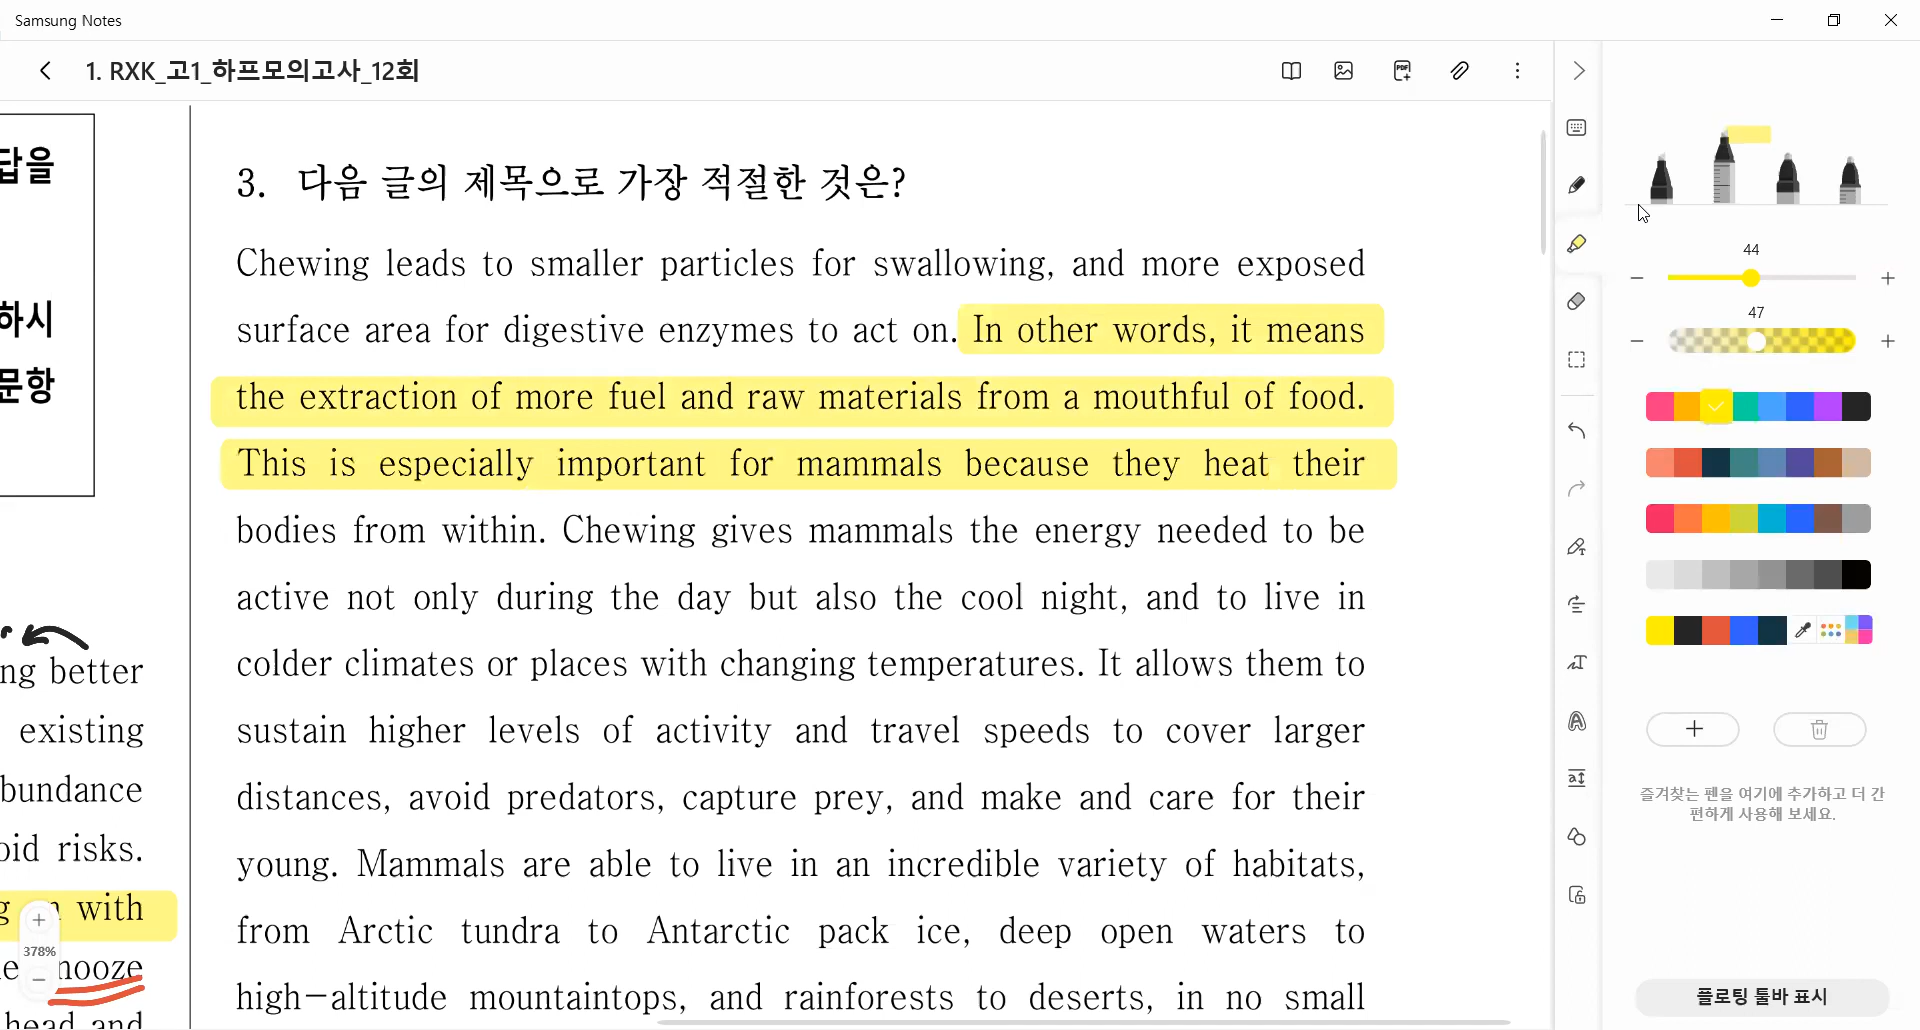 Samsung Notes
1. RXK_고1_하프모의고사_12회
답을
하시
문항
ng better
existing
bundance
oid risks.
with
nooze
head and
378%
3. 다음 글의 제목으로 가장 적절한 것은?
Chewing leads to smaller particles for swallowing, and more exposed
surface area for digestive enzymes to act on. In other words, it means
the extraction of more fuel and raw materials from a mouthful of food.
This is especially important for mammals because they heat their
bodies from within. Chewing gives mammals the energy needed to be
active not only during the day but also the cool night, and to live in
colder climates or places with changing temperatures. It allows them to
sustain higher levels of activity and travel speeds to cover larger
distances, avoid predators, capture prey, and make and care for their
young. Mammals are able to live in an incredible variety of habitats,
from Arctic tundra to Antarctic pack ice, deep open waters to
high-altitude mountaintops, and rainforests to deserts, in no small
44
47
즐겨찾는 펜을 여기에 추가하고 더 간
편하게 사용해 보세요.
플로팅 툴바 표시